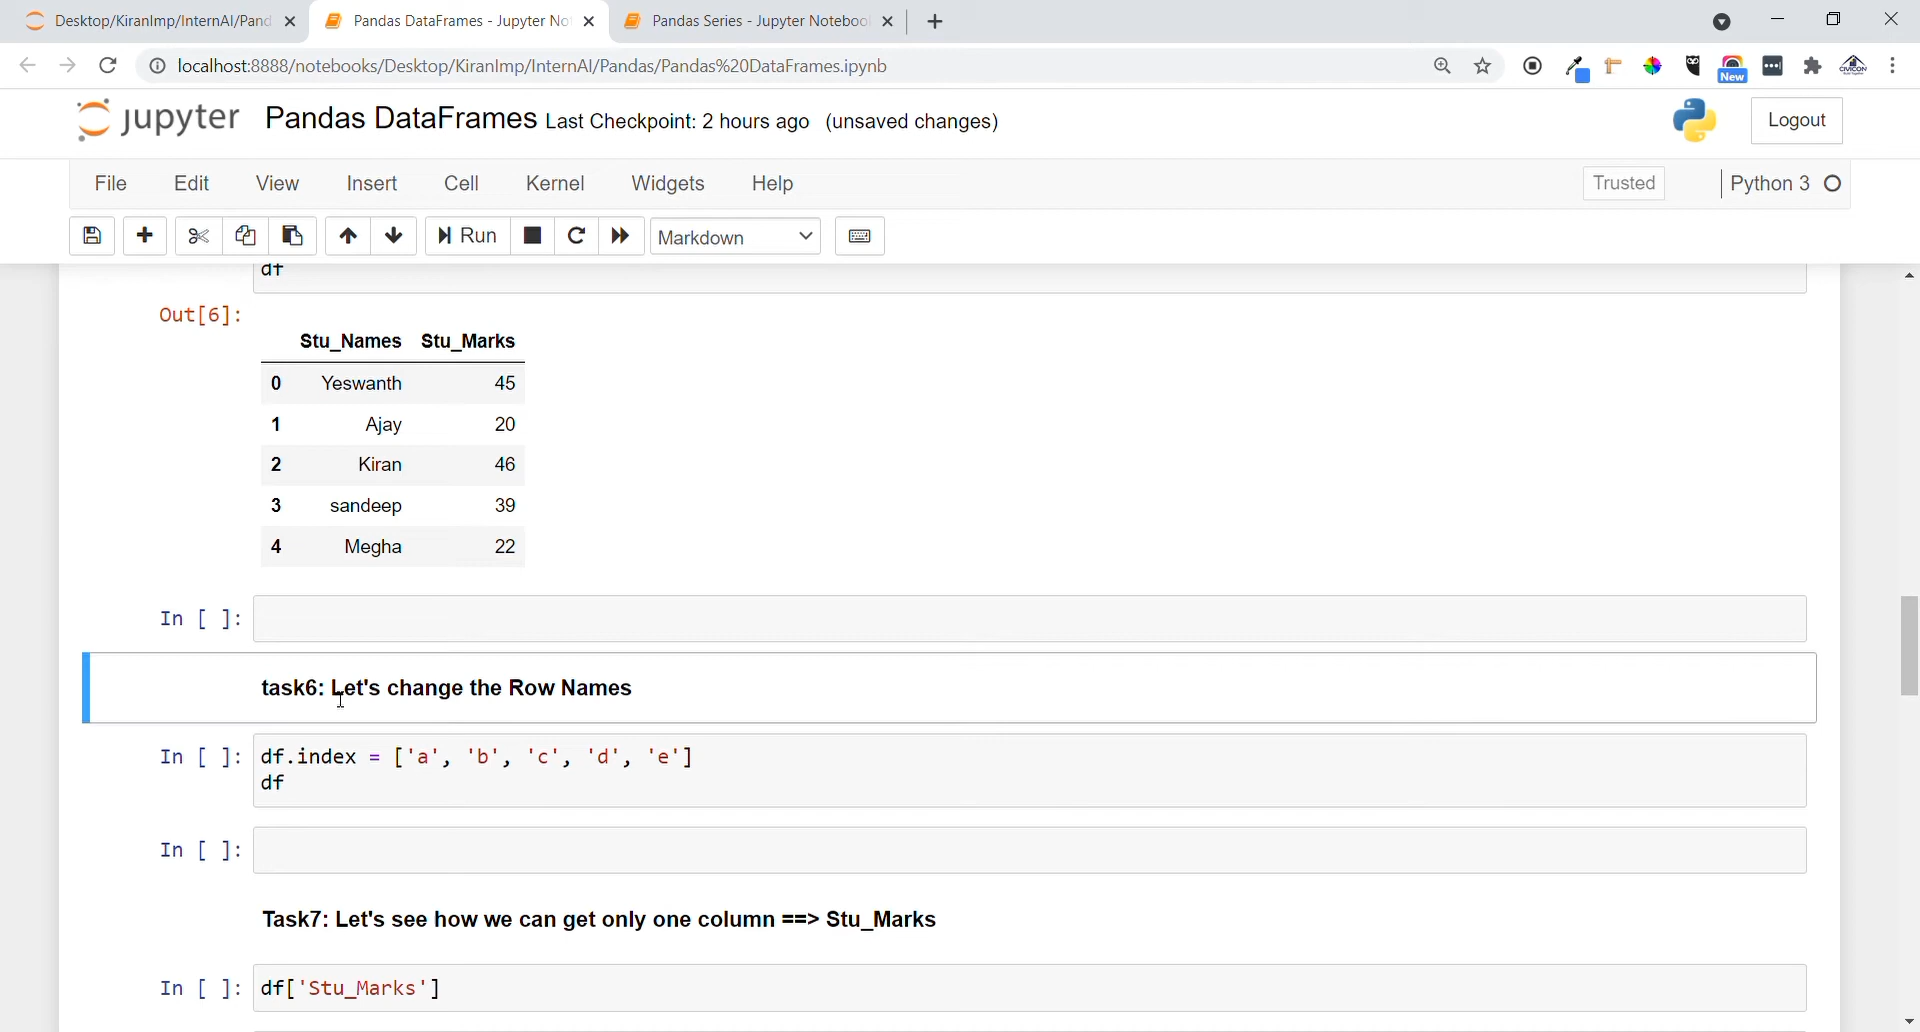 Desktop/KiranImp/InternAI/Pand
Pandas DataFrames - Jupyter No
Pandas Series - Jupyter Noteboo
localhost:8888/notebooks/Desktop/KiranImp/InternAI/Pandas/Pandas%20DataFrames.ipynb
New
CIVICON
jupyter Pandas DataFrames Last Checkpoint: 2 hours ago (unsaved changes)
Logout
File Edit View Insert Cell Kernel Widgets Help
Trusted
Python 3
Run
Markdown
df
Out[6]:
Stu_Names Stu_Marks
0 Yeswanth 45
1 Ajay 20
2 Kiran 46
3 sandeep 39
4 Megha 22
In [ ]:
task6: Let's change the Row Names
In [ ]: df.index = ['a', 'b', 'c', 'd', 'e']
df
In [ ]:
Task7: Let's see how we can get only one column ==> Stu_Marks
In [ ]: df['Stu_Marks']